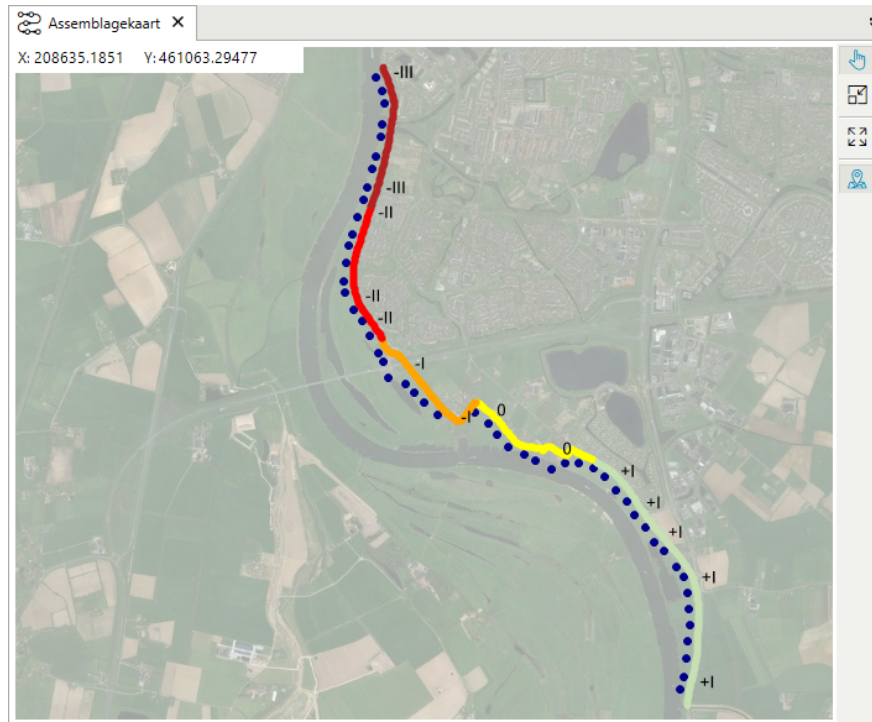 Assemblagekaart
X: 208635.1851 Y:461063.29477
-III
-III
-II
-II
-II
-I
-I
0
0
+I
+I
+I
+I
+I